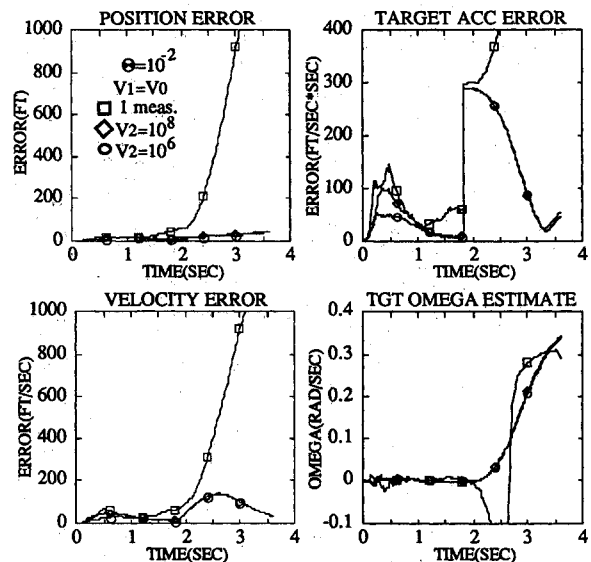 POSITION ERROR
ERROR(FT)
1000
800
600
400
200
0
0 1 2 3 4
TIME(SEC)
Θ=10^-2
V1=V0
1 meas.
V2=10^8
V2=10^6
TARGET ACC ERROR
ERROR(FT/SEC*SEC)
400
300
200
100
0
0 1 2 3 4
TIME(SEC)
VELOCITY ERROR
ERROR(FT/SEC)
1000
800
600
400
200
0
0 1 2 3 4
TIME(SEC)
TGT OMEGA ESTIMATE
OMEGA(RAD/SEC)
0.4
0.3
0.2
0.1
0
-0.1
0 1 2 3 4
TIME(SEC)